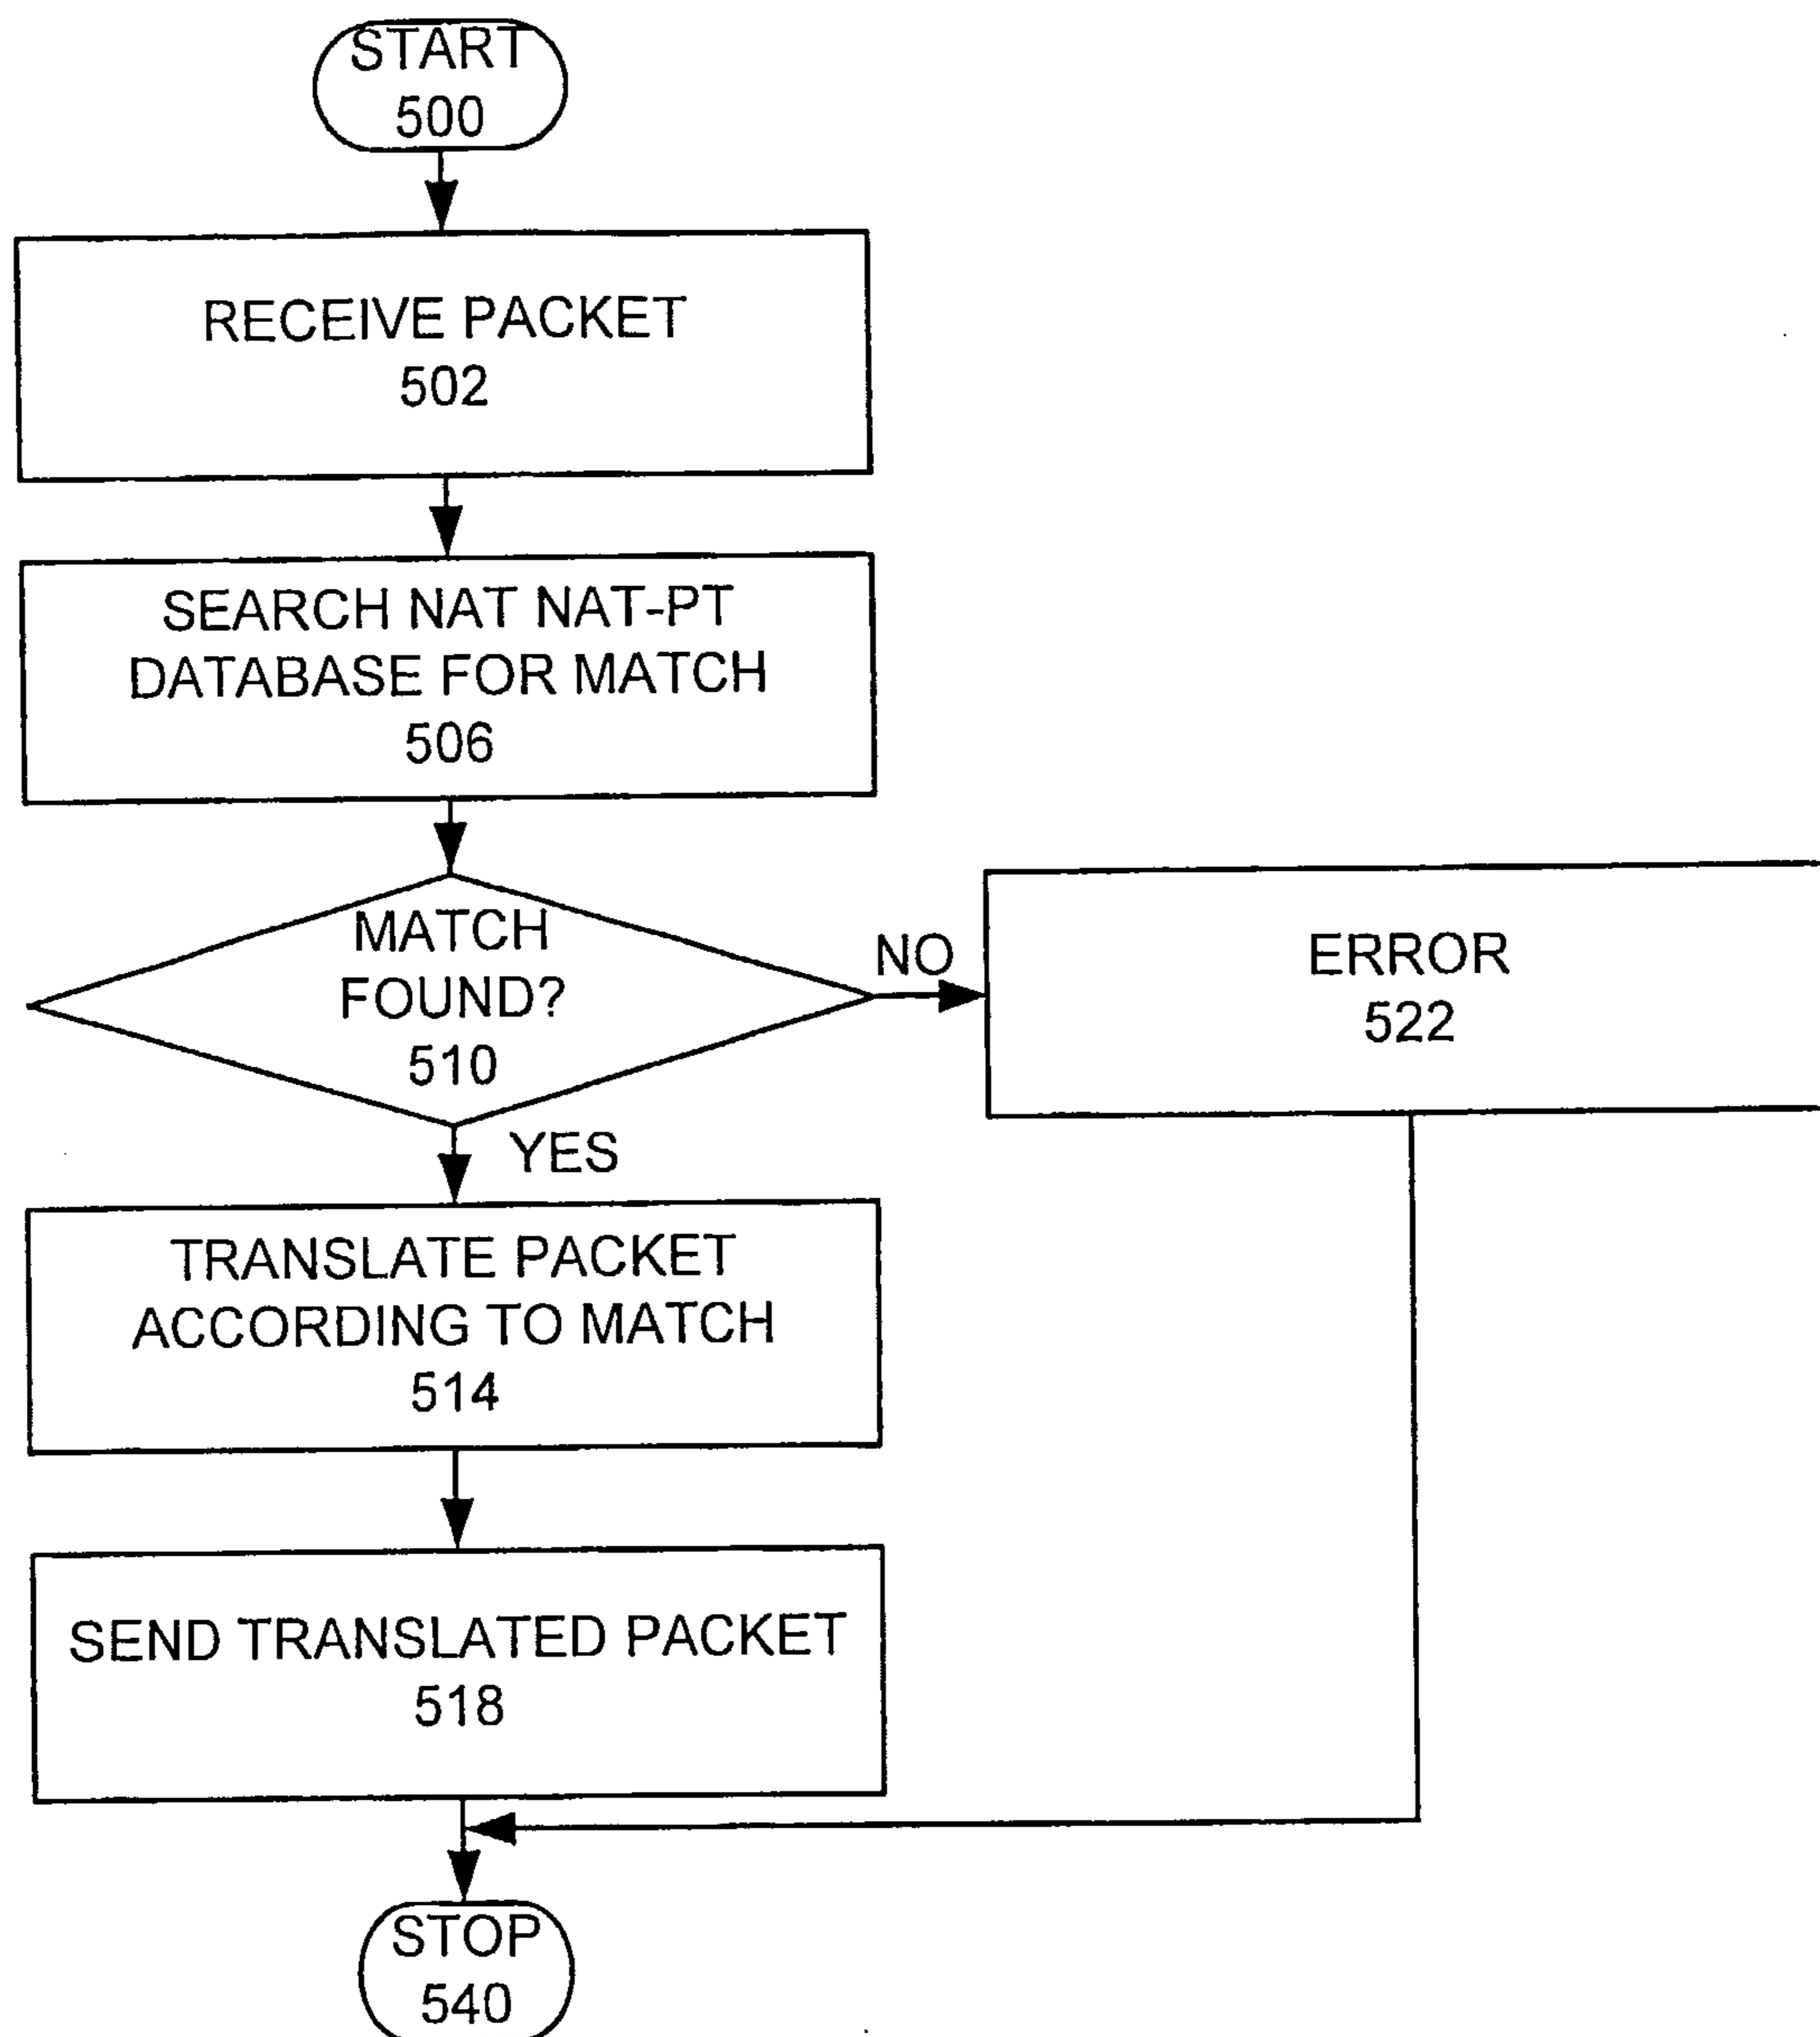 START
500
RECEIVE PACKET
502
SEARCH NAT NAT-PT
DATABASE FOR MATCH
506
MATCH
FOUND?
510
NO
ERROR
522
YES
TRANSLATE PACKET
ACCORDING TO MATCH
514
SEND TRANSLATED PACKET
518
STOP
540